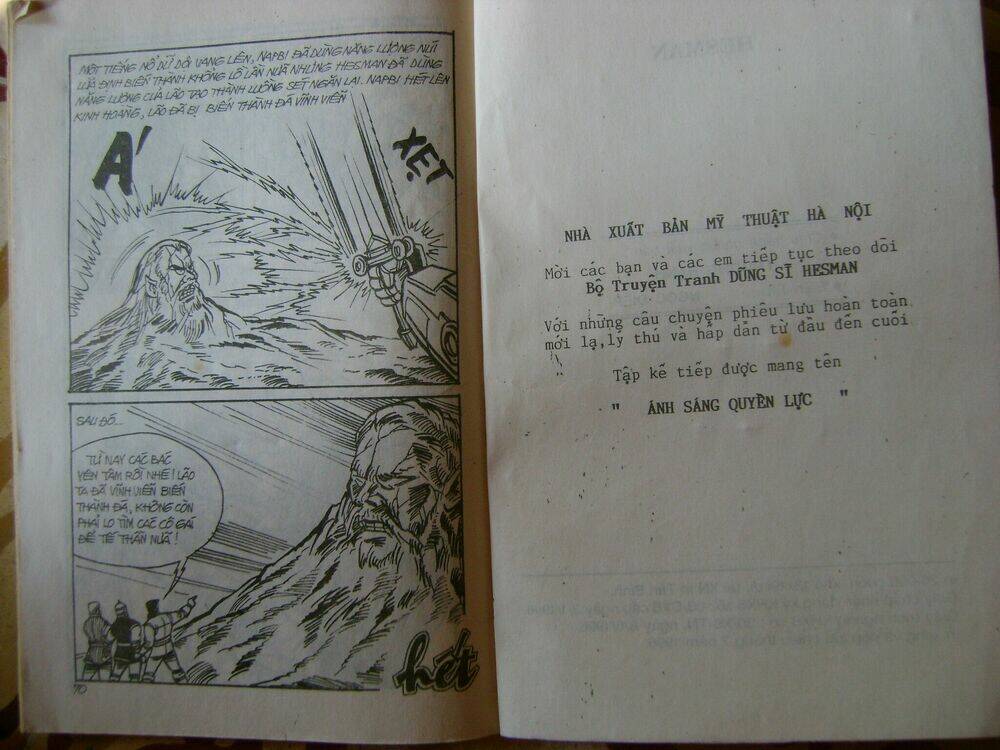 MỘT TIẾNG NỔ DỮ DỘI VANG LÊN, NAPBI ĐÃ DÙNG NĂNG LƯỢNG NÚI
LỬA ĐỊNH BIẾN THÀNH KHỔNG LỒ LẦN NỮA NHƯNG HESMAN ĐÃ DÙNG
NĂNG LƯỢNG CỦA LÃO TẠO THÀNH LUỒNG SÉT NGĂN LẠI. NAPBI HÉT LÊN
KINH HOÀNG, LÃO ĐÃ BỊ BIẾN THÀNH ĐÁ VĨNH VIỄN
Á
XẸT
SAU ĐÓ...
TỪ NAY CÁC BÁC
YÊN TÂM RỒI NHÉ! LÃO
TA ĐÃ VĨNH VIỄN BIẾN
THÀNH ĐÁ, KHÔNG CÒN
PHẢI LO TÌM CÁC CÔ GÁI
ĐỂ TẾ THẦN NỮA!
hết
70
HESMAN
NHÀ XUẤT BẢN MỸ THUẬT HÀ NỘI
Mời các bạn và các em tiếp tục theo dõi
Bộ Truyện Tranh DŨNG SĨ HESMAN
Với những câu chuyện phiêu lưu hoàn toàn
mới lạ,lý thú và hấp dẫn từ đầu đến cuối
Tập kế tiếp được mang tên
" ÁNH SÁNG QUYỀN LỰC "